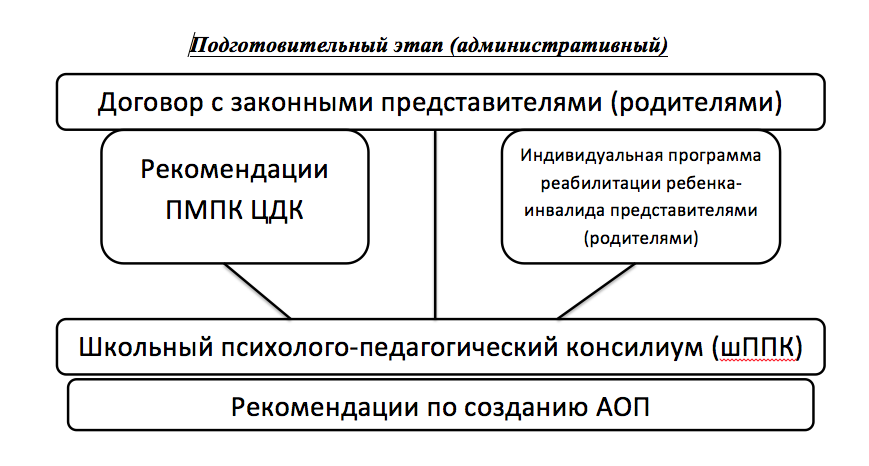 Подготовительный этап (административный)
Договор с законными представителями (родителями)
Рекомендации
ПМПК ЦДК
Индивидуальная программа
реабилитации ребенка-
инвалида представителями
(родителями)
Школьный психолого-педагогический консилиум (шППК)
Рекомендации по созданию АОП